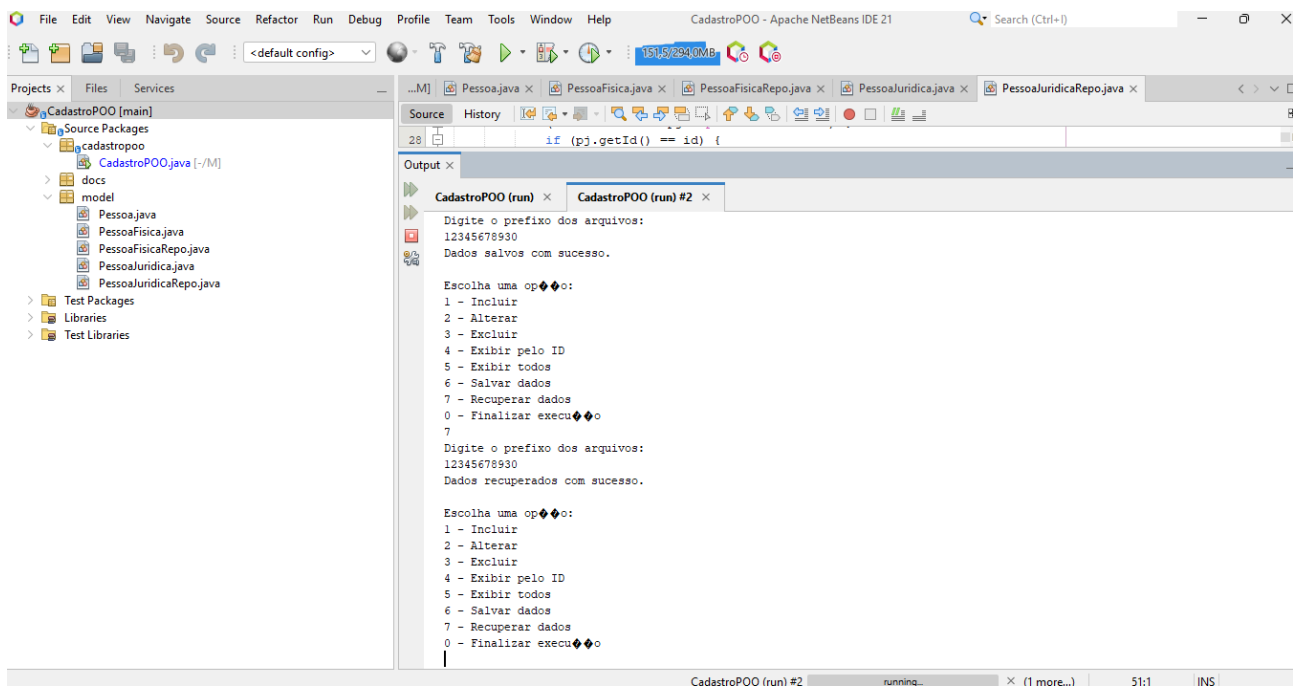 File Edit View Navigate Source Refactor Run Debug Profile Team Tools Window Help CadastroPOO - Apache NetBeans IDE 21 Search (Ctrl+I)
<default config> 151,5/294,0MB
Projects Files Services
...M] Pessoa.java PessoaFisica.java PessoaFisicaRepo.java PessoaJuridica.java PessoaJuridicaRepo.java
CadastroPOO [main]
Source Packages
cadastropoo
CadastroPOO.java [-/M]
docs
model
Pessoa.java
PessoaFisica.java
PessoaFisicaRepo.java
PessoaJuridica.java
PessoaJuridicaRepo.java
Test Packages
Libraries
Test Libraries
Source History
28 if (pj.getId() == id) {
Output
CadastroPOO (run) CadastroPOO (run) #2
Digite o prefixo dos arquivos:
12345678930
Dados salvos com sucesso.
Escolha uma op��o:
1 - Incluir
2 - Alterar
3 - Excluir
4 - Exibir pelo ID
5 - Exibir todos
6 - Salvar dados
7 - Recuperar dados
0 - Finalizar execu��o
7
Digite o prefixo dos arquivos:
12345678930
Dados recuperados com sucesso.
Escolha uma op��o:
1 - Incluir
2 - Alterar
3 - Excluir
4 - Exibir pelo ID
5 - Exibir todos
6 - Salvar dados
7 - Recuperar dados
0 - Finalizar execu��o
CadastroPOO (run) #2 running... (1 more...) 51:1 INS